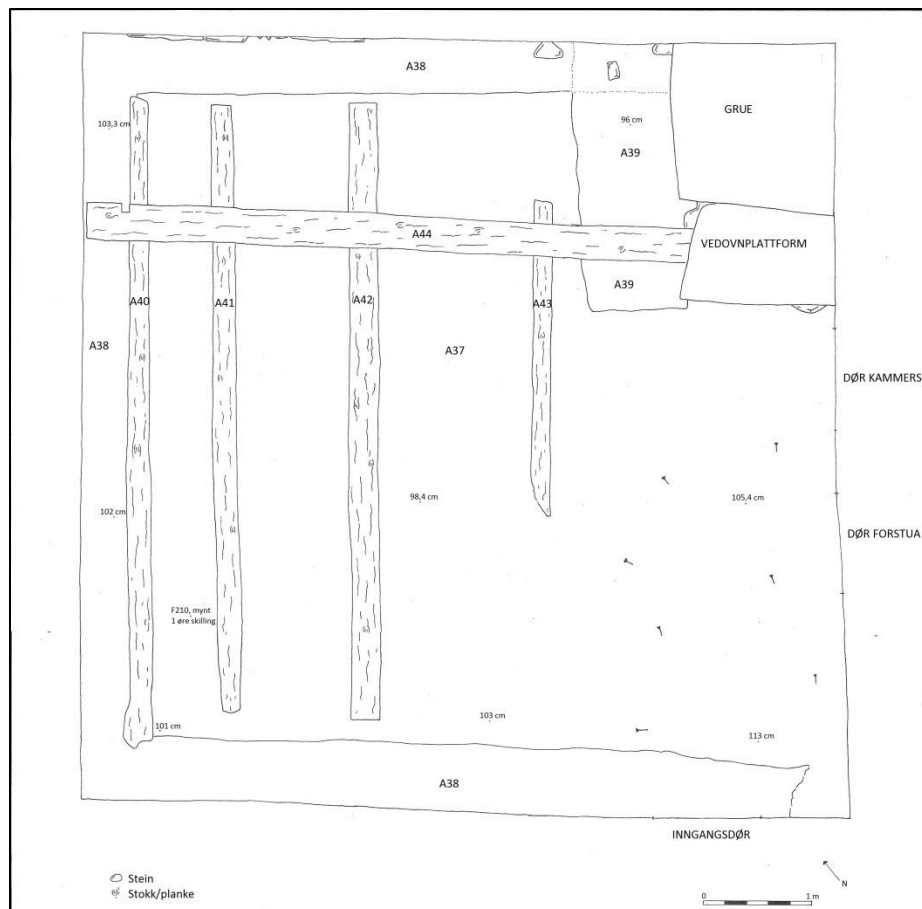 A38
GRUE
103,3 cm
96 cm
A39
A44
VEDOVNPLATTFORM
A39
A40
A41
A42
A43
A38
A37
DØR KAMMERS
102 cm
98,4 cm
105,4 cm
DØR FORSTUA
F210, mynt
1 øre skilling
101 cm
103 cm
113 cm
A38
INNGANGSDØR
Stein
Stokk/planke
N
0 1 m